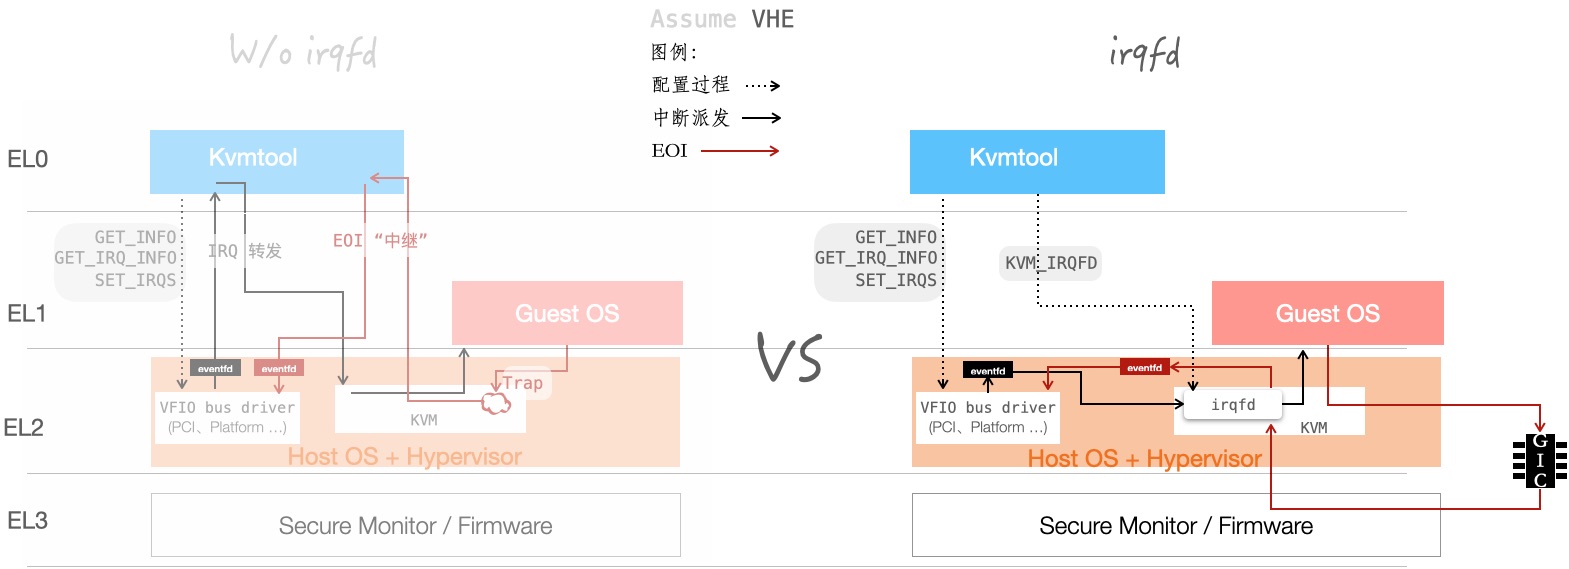 Assume VHE
图例:
配置过程
中断派发
EOI
W/o irqfd
irqfd
VS
EL0
EL1
EL2
EL3
Kvmtool
GET_INFO
GET_IRQ_INFO
SET_IRQS
IRQ 转发
EOI “中继”
Guest OS
eventfd
eventfd
Trap
VFIO bus driver
(PCI、Platform ...)
KVM
Host OS + Hypervisor
Secure Monitor / Firmware
Kvmtool
GET_INFO
GET_IRQ_INFO
SET_IRQS
KVM_IRQFD
Guest OS
eventfd
eventfd
VFIO bus driver
(PCI、Platform ...)
irqfd
KVM
Host OS + Hypervisor
GIC
Secure Monitor / Firmware